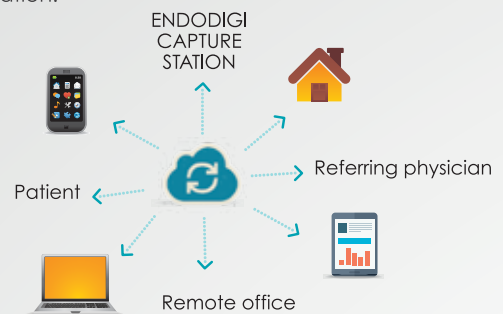 ENDODIGI
CAPTURE
STATION
Referring physician
Patient
Remote office